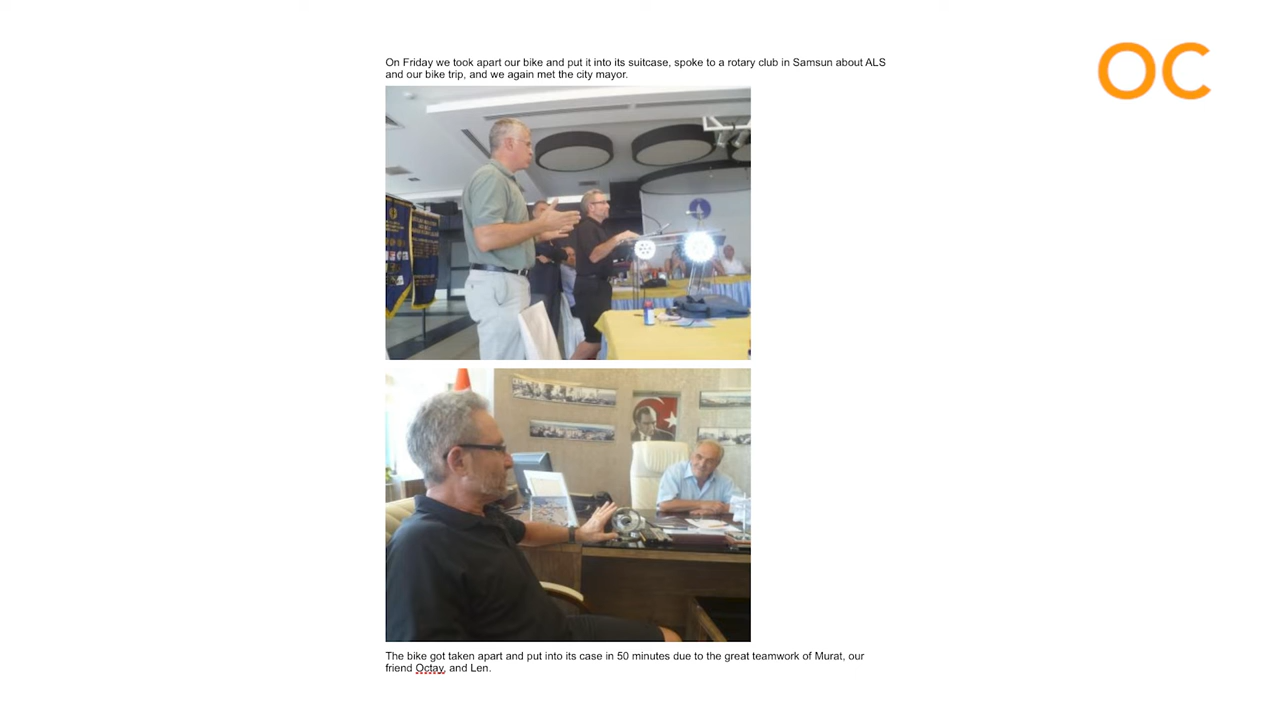 OC
On Friday we took apart our bike and put it into its suitcase, spoke to a rotary club in Samsun about ALS
and our bike trip, and we again met the city mayor.
The bike got taken apart and put into its case in 50 minutes due to the great teamwork of Murat, our
friend Octay, and Len.